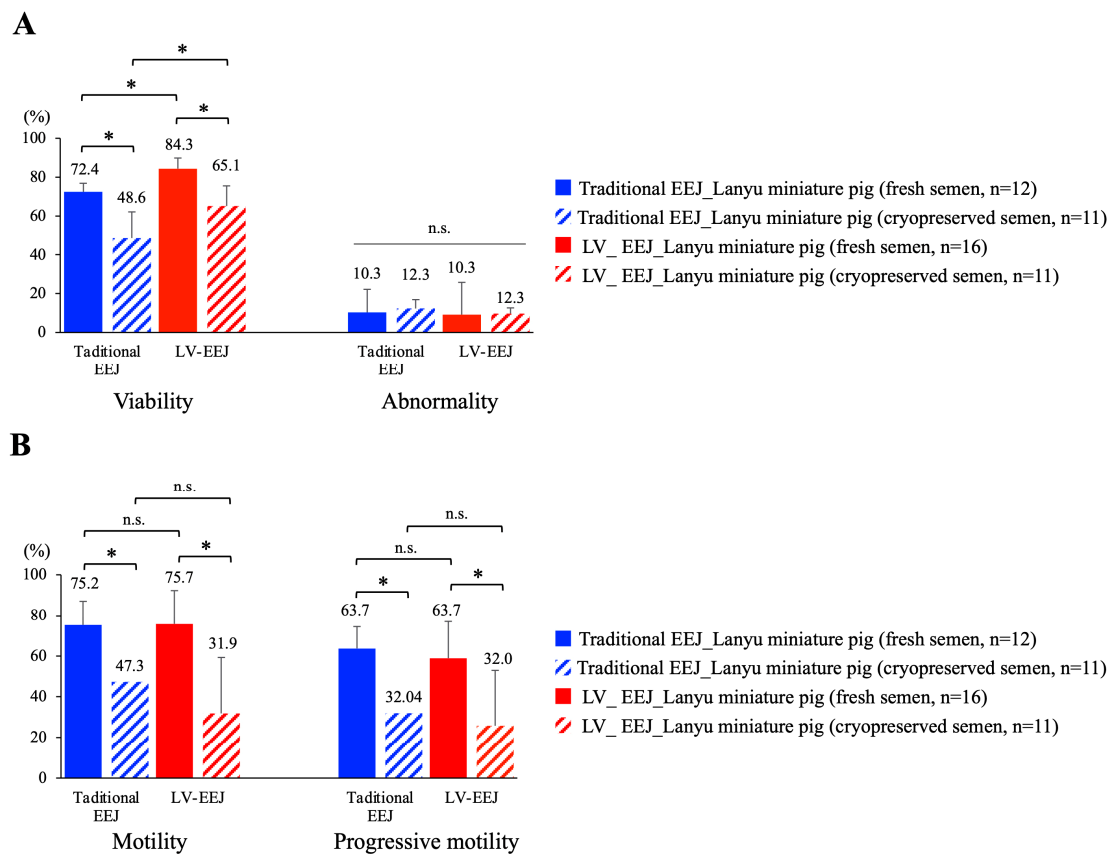 A
*
*
*
*
(%)
100
80
60
40
20
0
72.4
48.6
84.3
65.1
n.s.
10.3
12.3
10.3
12.3
Taditional
EEJ
LV-EEJ
Taditional
EEJ
LV-EEJ
Viability
Abnormality
Traditional EEJ_Lanyu miniature pig (fresh semen, n=12)
Traditional EEJ_Lanyu miniature pig (cryopreserved semen, n=11)
LV_ EEJ_Lanyu miniature pig (fresh semen, n=16)
LV_ EEJ_Lanyu miniature pig (cryopreserved semen, n=11)
B
n.s.
n.s.
*
*
n.s.
n.s.
*
*
(%)
100
80
60
40
20
0
75.2
47.3
75.7
31.9
63.7
32.04
63.7
32.0
Taditional
EEJ
LV-EEJ
Taditional
EEJ
LV-EEJ
Motility
Progressive motility
Traditional EEJ_Lanyu miniature pig (fresh semen, n=12)
Traditional EEJ_Lanyu miniature pig (cryopreserved semen, n=11)
LV_ EEJ_Lanyu miniature pig (fresh semen, n=16)
LV_ EEJ_Lanyu miniature pig (cryopreserved semen, n=11)